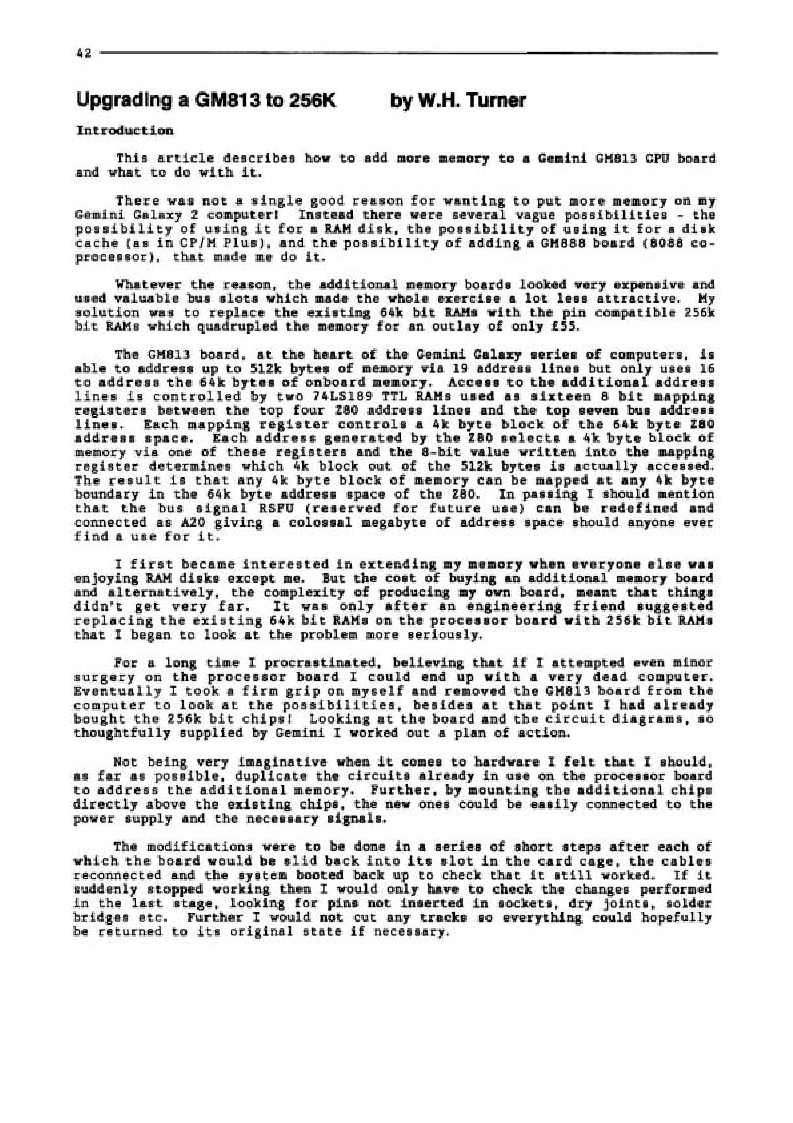 42
Upgrading a GM813 to 256K by W.H. Turner
Introduction
This article describes how to add more memory to a Gemini GM813 CPU board
and what to do with it.
There was not a single good reason for wanting to put more memory on my
Gemini Galaxy 2 computer! Instead there were several vague possibilities - the
possibility of using it for a RAM disk, the possibility of using it for a disk
cache (as in CP/M Plus), and the possibility of adding a GM888 board (8088 co-
processor), that made me do it.
Whatever the reason, the additional memory boards looked very expensive and
used valuable bus slots which made the whole exercise a lot less attractive. My
solution was to replace the existing 64k bit RAMs with the pin compatible 256k
bit RAMs which quadrupled the memory for an outlay of only £55.
The GM813 board, at the heart of the Gemini Galaxy series of computers, is
able to address up to 512k bytes of memory via 19 address lines but only uses 16
to address the 64k bytes of onboard memory. Access to the additional address
lines is controlled by two 74LS189 TTL RAMs used as sixteen 8 bit mapping
registers between the top four Z80 address lines and the top seven bus address
lines. Each mapping register controls a 4k byte block of the 64k byte Z80
address space. Each address generated by the Z80 selects a 4k byte block of
memory via one of these registers and the 8-bit value written into the mapping
register determines which 4k block out of the 512k bytes is actually accessed.
The result is that any 4k byte block of memory can be mapped at any 4k byte
boundary in the 64k byte address space of the Z80. In passing I should mention
that the bus signal RSFU (reserved for future use) can be redefined and
connected as A20 giving a colossal megabyte of address space should anyone ever
find a use for it.
I first became interested in extending my memory when everyone else was
enjoying RAM disks except me. But the cost of buying an additional memory board
and alternatively, the complexity of producing my own board, meant that things
didn't get very far. It was only after an engineering friend suggested
replacing the existing 64k bit RAMs on the processor board with 256k bit RAMs
that I began to look at the problem more seriously.
For a long time I procrastinated, believing that if I attempted even minor
surgery on the processor board I could end up with a very dead computer.
Eventually I took a firm grip on myself and removed the GM813 board from the
computer to look at the possibilities, besides at that point I had already
bought the 256k bit chips! Looking at the board and the circuit diagrams, so
thoughtfully supplied by Gemini I worked out a plan of action.
Not being very imaginative when it comes to hardware I felt that I should,
as far as possible, duplicate the circuits already in use on the processor board
to address the additional memory. Further, by mounting the additional chips
directly above the existing chips, the new ones could be easily connected to the
power supply and the necessary signals.
The modifications were to be done in a series of short steps after each of
which the board would be slid back into its slot in the card cage, the cables
reconnected and the system booted back up to check that it still worked. If it
suddenly stopped working then I would only have to check the changes performed
in the last stage, looking for pins not inserted in sockets, dry joints, solder
bridges etc. Further I would not cut any tracks so everything could hopefully
be returned to its original state if necessary.